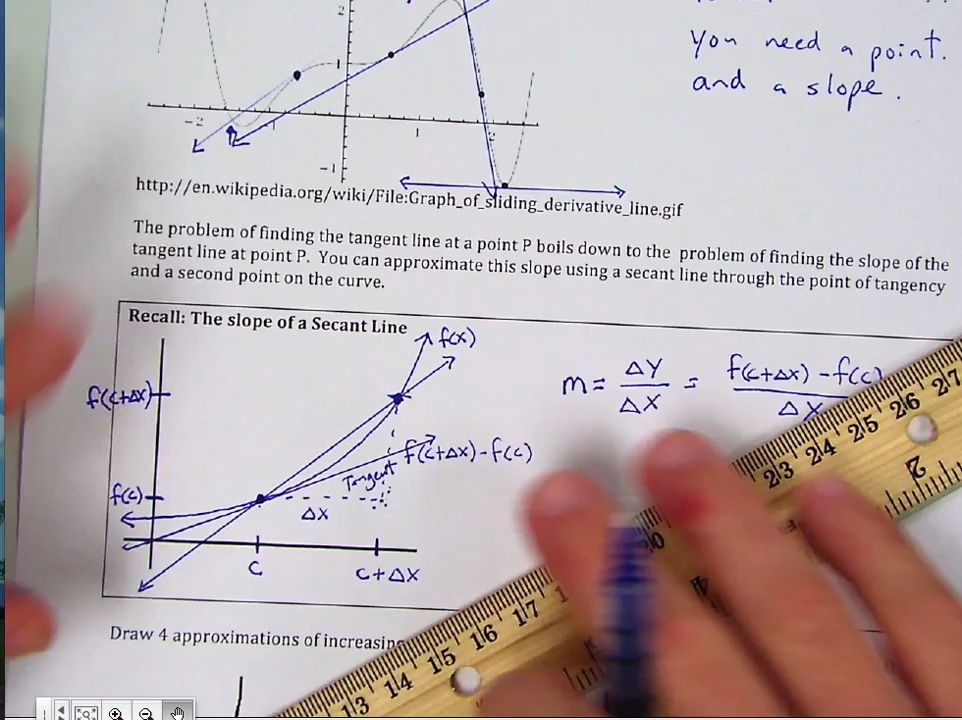 2
You need a point.
and a slope.
1
-2
-1
1
2
-1
http://en.wikipedia.org/wiki/File:Graph_of_sliding_derivative_line.gif
The problem of finding the tangent line at a point P boils down to the problem of finding the slope of the
tangent line at point P. You can approximate this slope using a secant line through the point of tangency
and a second point on the curve.
Recall: The slope of a Secant Line
f(x)
f(c+Δx)
m = ΔY/ΔX = f(c+Δx)-f(c)/ΔX
f(c+Δx)-f(c)
Tangent
f(c)
ΔX
C
C+ΔX
Draw 4 approximations of
13 14 15 16 17 23 24 25 26 27
2